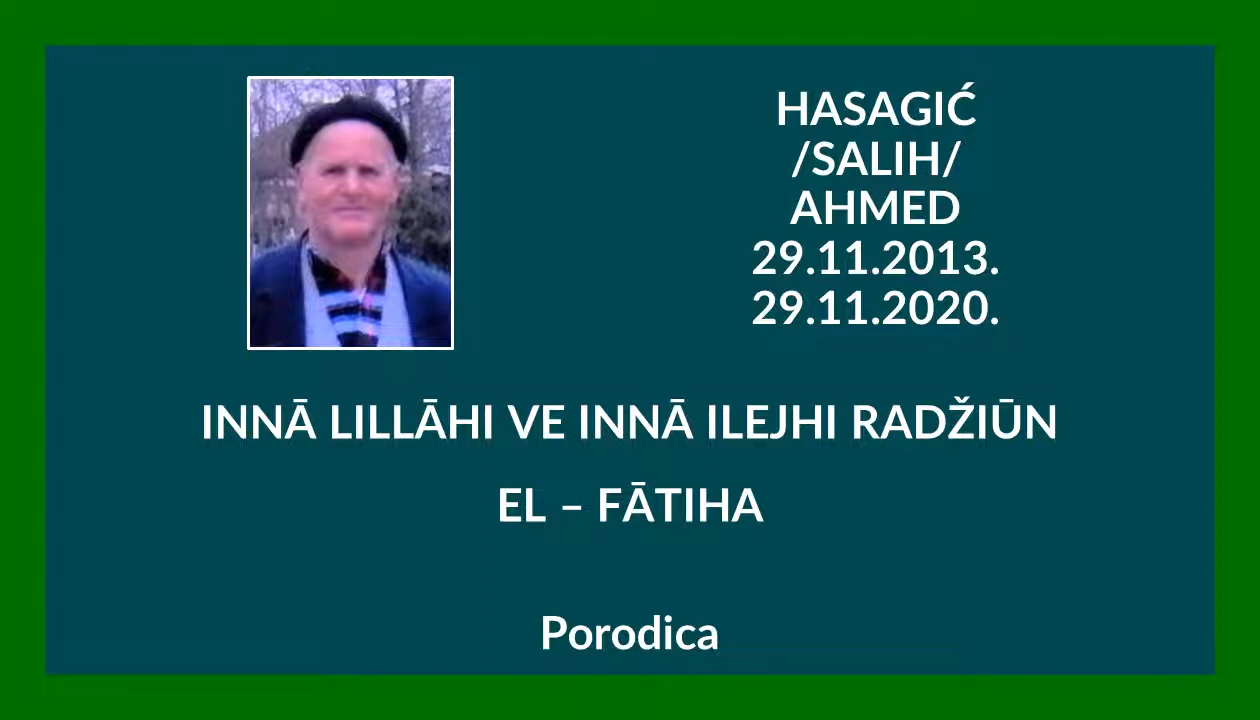 HASAGIĆ
/SALIH/
AHMED
29.11.2013.
29.11.2020.
INNĀ LILLĀHI VE INNĀ ILEJHI RADŽIŪN
EL – FĀTIHA
Porodica